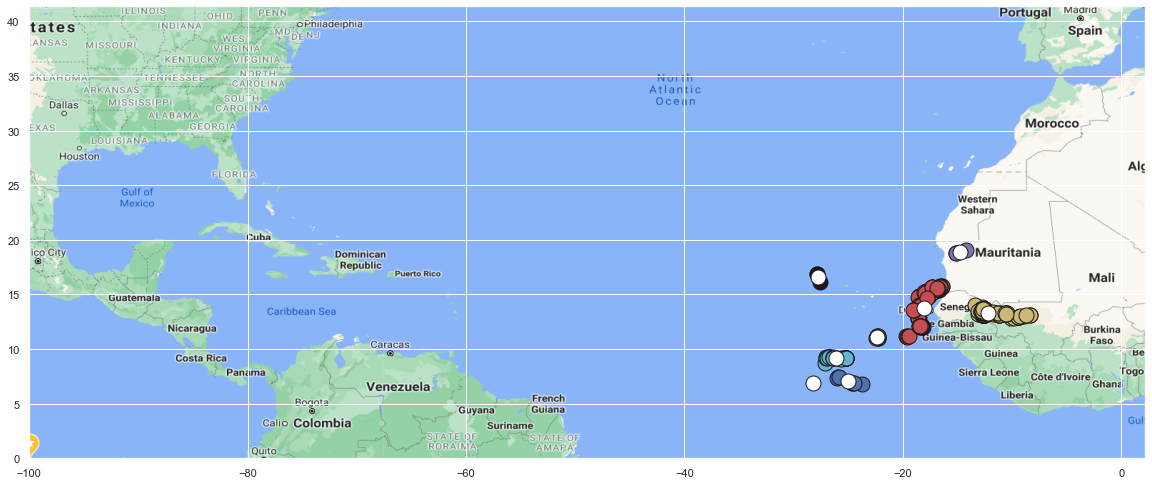 ILLINOIS
OHIO
PENN
Philadelphia
Portugal
Madrid
Spain
tates
INDIANA
MD
DE
NJ
ANSAS
MISSOURI
WEST
VIRGINIA
KENTUCKY
VIRGINIA
OKLAHOMA
TENNESSEE
NORTH
CAROLINA
ARKANSAS
MISSISSIPPI
SOUTH
CAROLINA
Dallas
ALABAMA
GEORGIA
EXAS
LOUISIANA
Houston
FLORIDA
Gulf of
Mexico
North
Atlantic
Ocean
Morocco
Alg
Western
Sahara
Cuba
Dominican
Republic
Puerto Rico
ico City
Mauritania
Mali
Guatemala
Caribbean Sea
Seneg
e Gambia
Nicaragua
Guinea-Bissau
Burkina
Faso
Costa Rica
Caracas
Guinea
Be
Panama
Venezuela
Sierra Leone
Côte d'Ivoire
Togo
Ghana
Liberia
Bogota
Guyana
French
Guiana
Cali
Colombia
Suriname
Gul
STATE OF
RORAIMA
STATE OF
AMAPA
Quito
40
35
30
25
20
15
10
5
0
−100
−80
−60
−40
−20
0